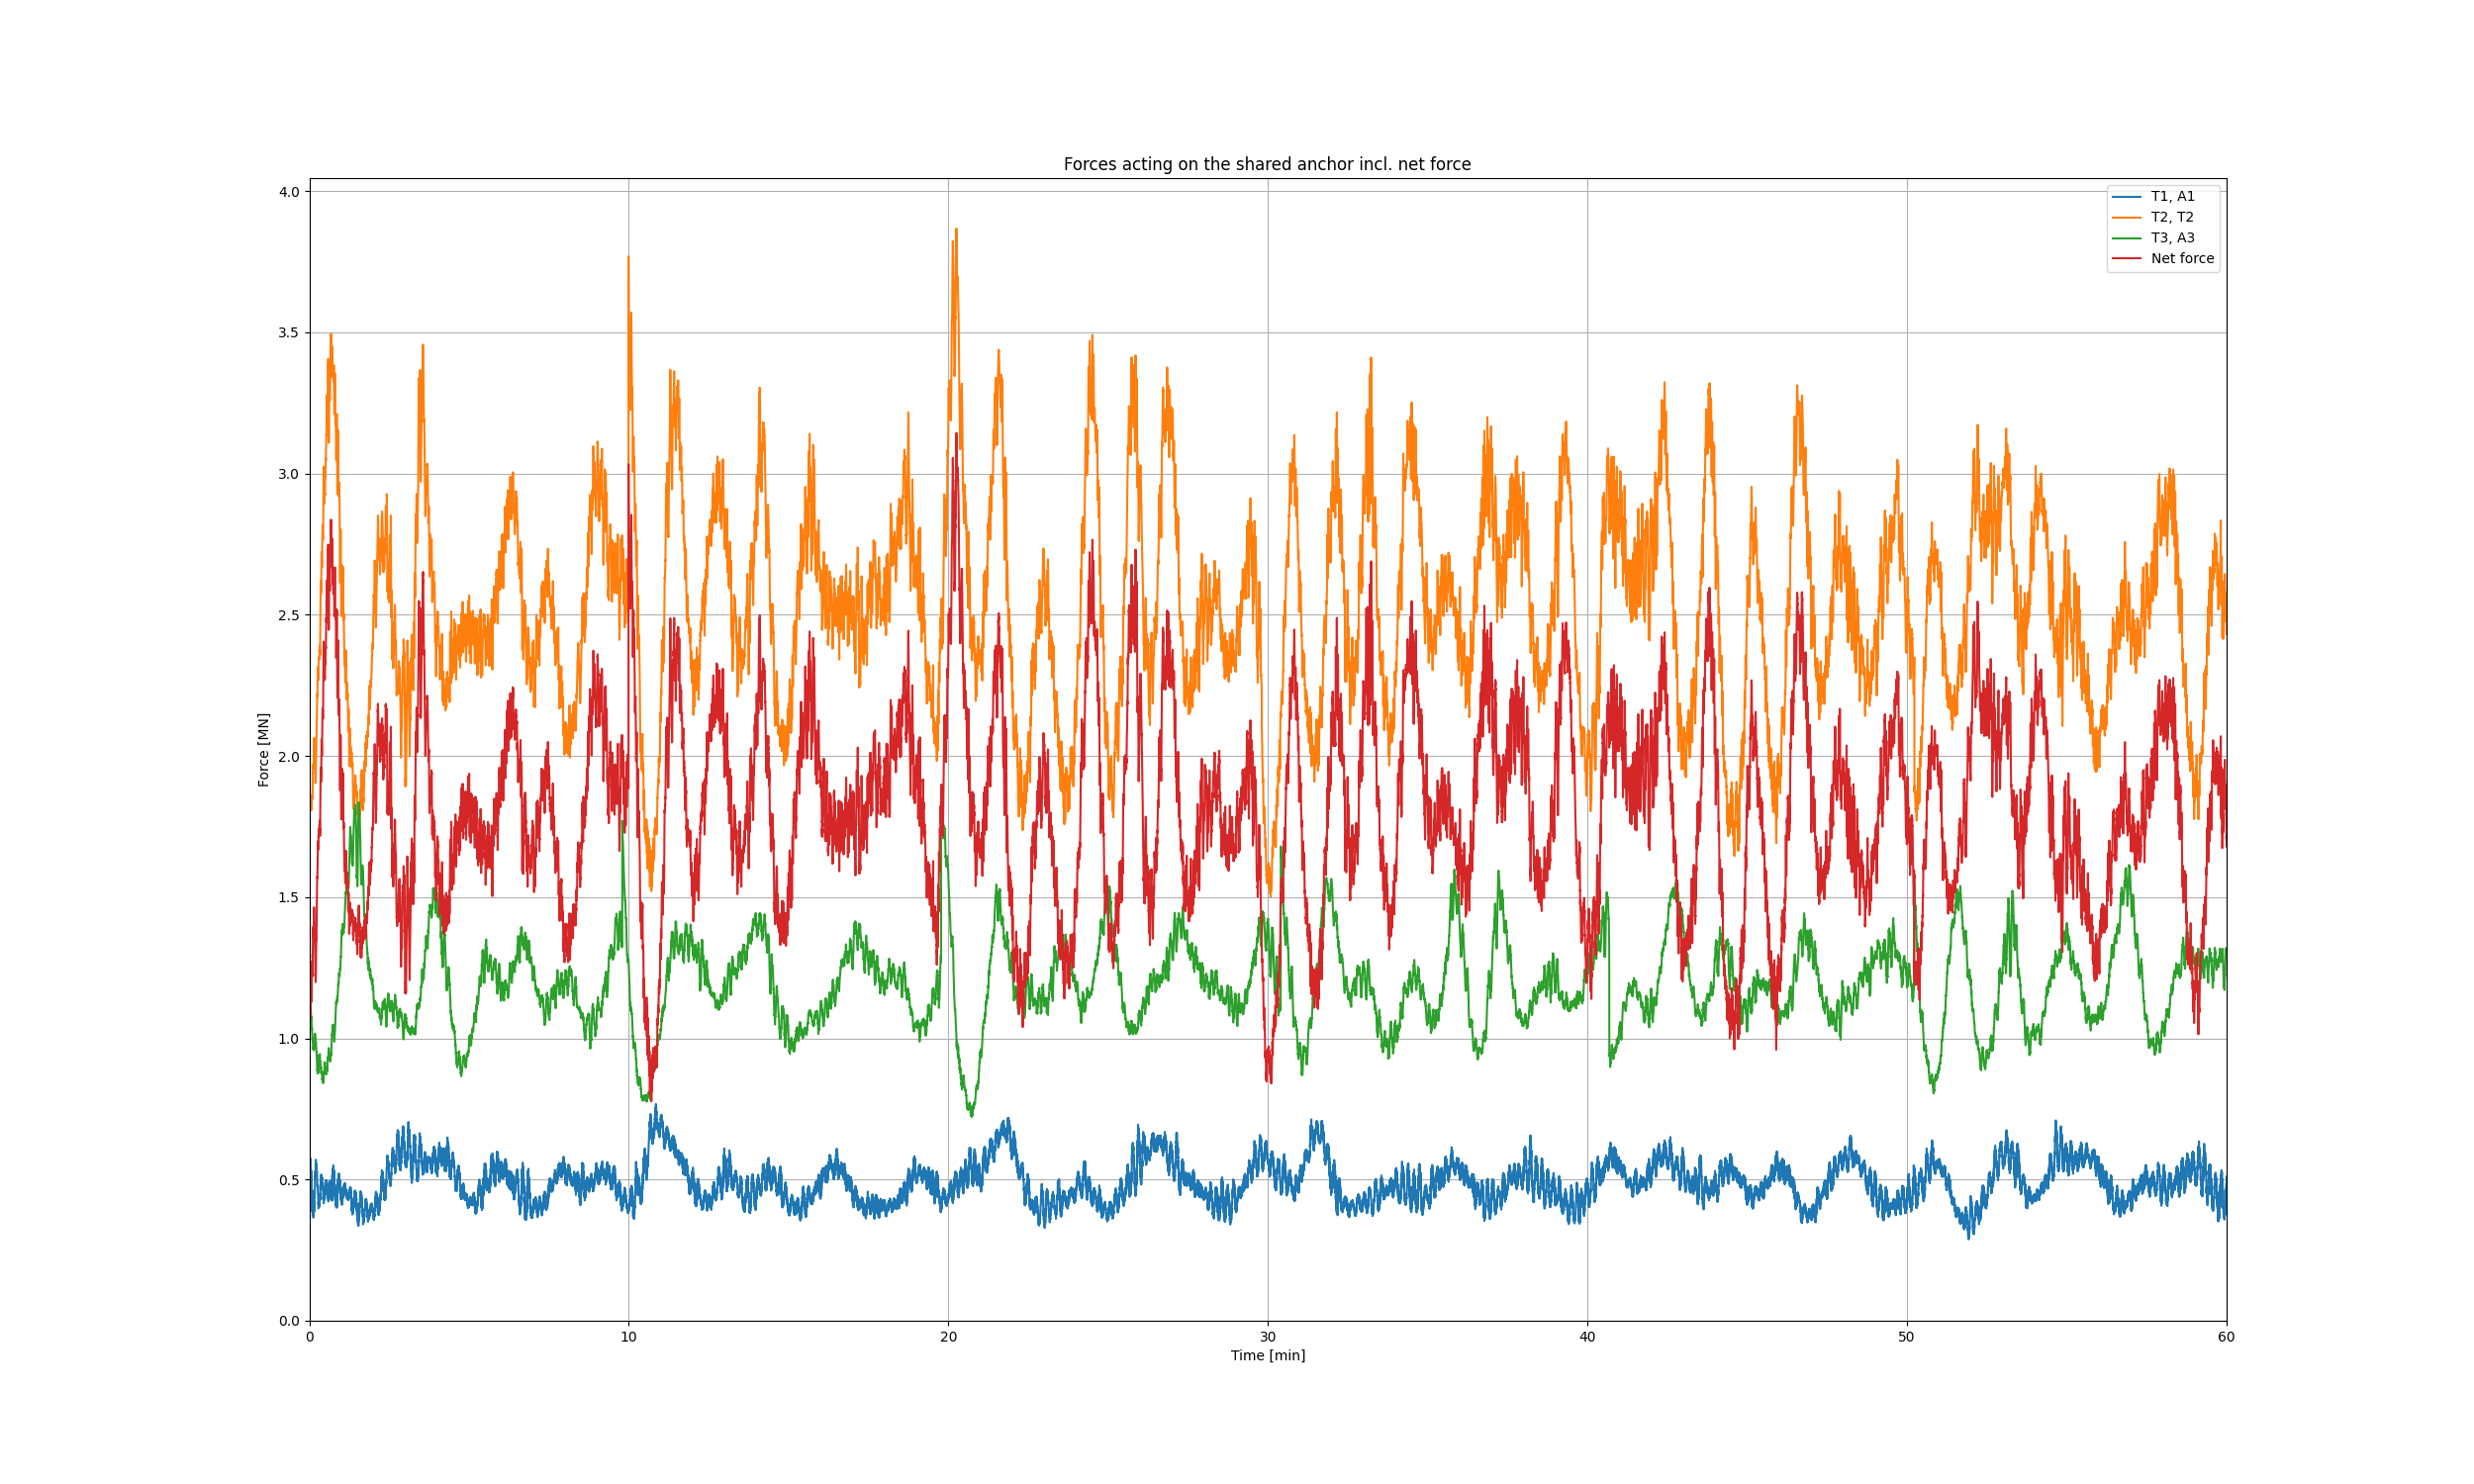 Forces acting on the shared anchor incl. net force
T1, A1
T2, T2
T3, A3
Net force
Force [MN]
4.0
3.5
3.0
2.5
2.0
1.5
1.0
0.5
0.0
0 10 20 30 40 50 60
Time [min]